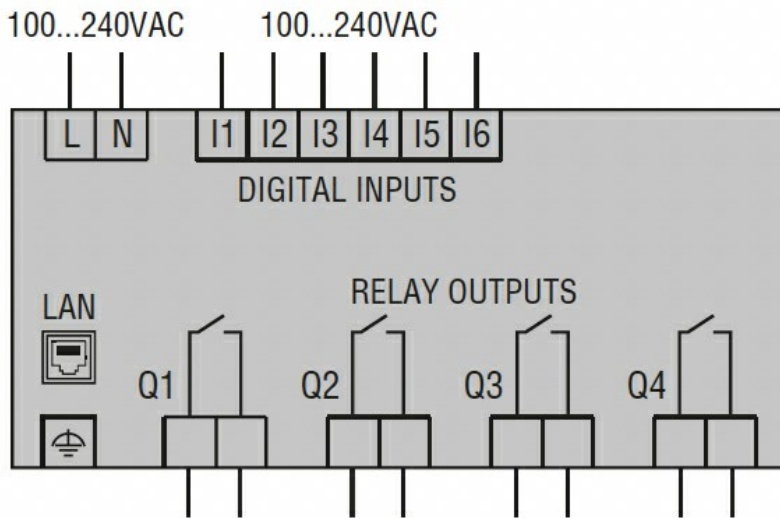 100...240VAC 100...240VAC
L N I1 I2 I3 I4 I5 I6
DIGITAL INPUTS
LAN RELAY OUTPUTS
Q1 Q2 Q3 Q4